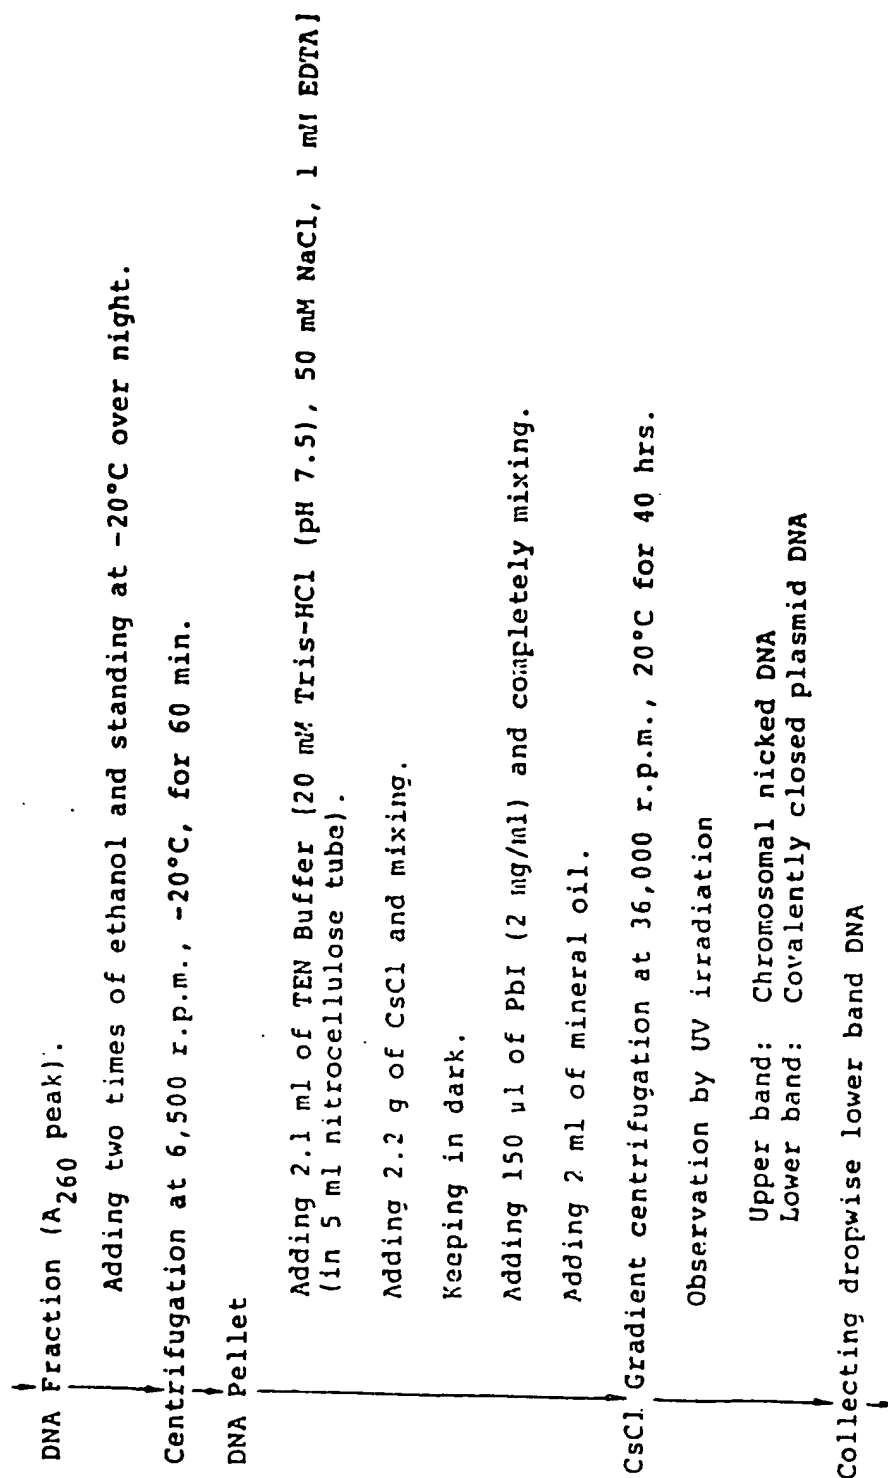 DNA Fraction (A260 peak).
Adding two times of ethanol and standing at -20°C over night.
Centrifugation at 6,500 r.p.m., -20°C, for 60 min.
DNA Pellet
Adding 2.1 ml of TEN Buffer [20 mM Tris-HCl (pH 7.5), 50 mM NaCl, 1 mM EDTA]
(in 5 ml nitrocellulose tube).
Adding 2.2 g of CsCl and mixing.
Keeping in dark.
Adding 150 µl of PbI (2 mg/ml) and completely mixing.
Adding 2 ml of mineral oil.
CsCl Gradient centrifugation at 36,000 r.p.m., 20°C for 40 hrs.
Observation by UV irradiation
Upper band: Chromosomal nicked DNA
Lower band: Covalently closed plasmid DNA
Collecting dropwise lower band DNA